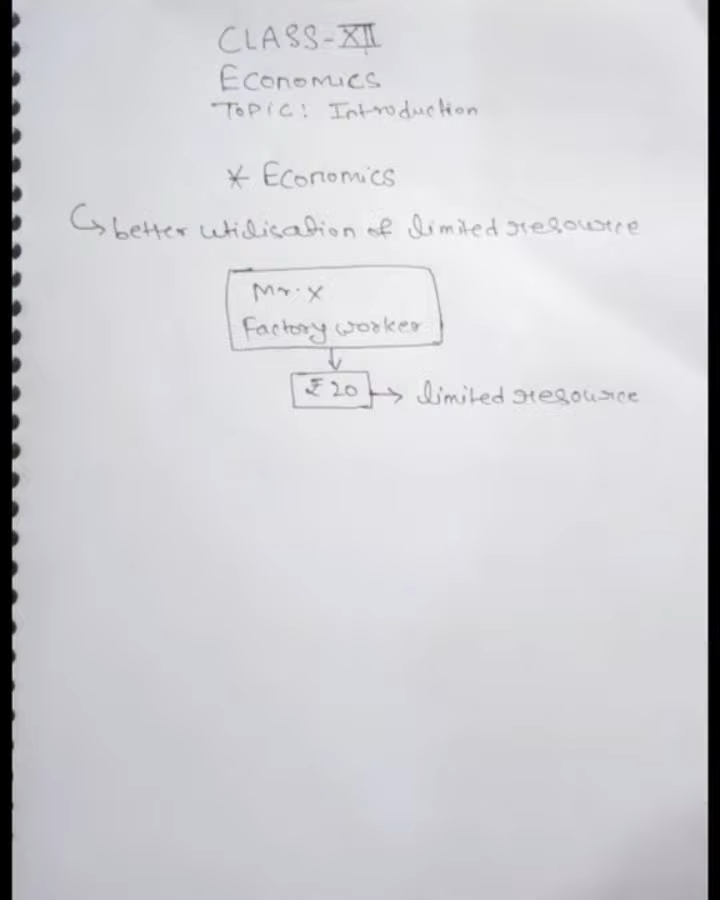 CLASS-XII
Economics
TOPIC: Introduction
* Economics
↳ better utilisation of limited resource
Mr. X
Factory worker
↓
₹ 20 → limited resource